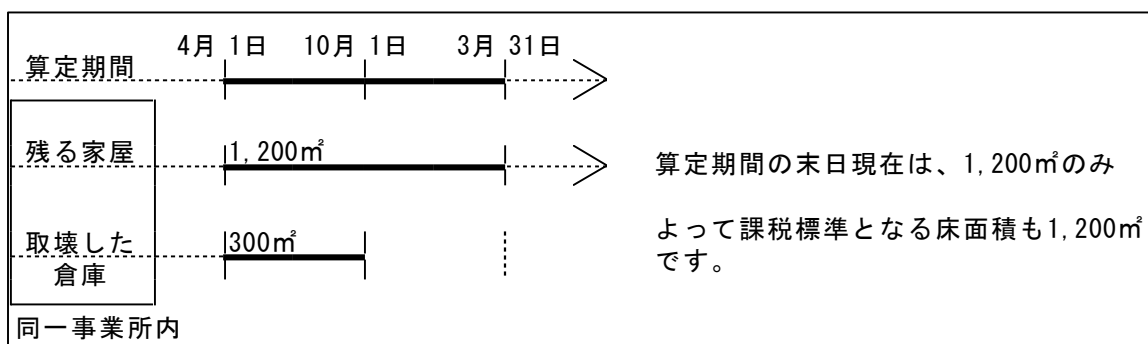 4月1日 10月1日 3月31日
算定期間
残る家屋 1,200㎡
算定期間の末日現在は、1,200㎡のみ
取壊した
倉庫
300㎡
よって課税標準となる床面積も1,200㎡
です。
同一事業所内